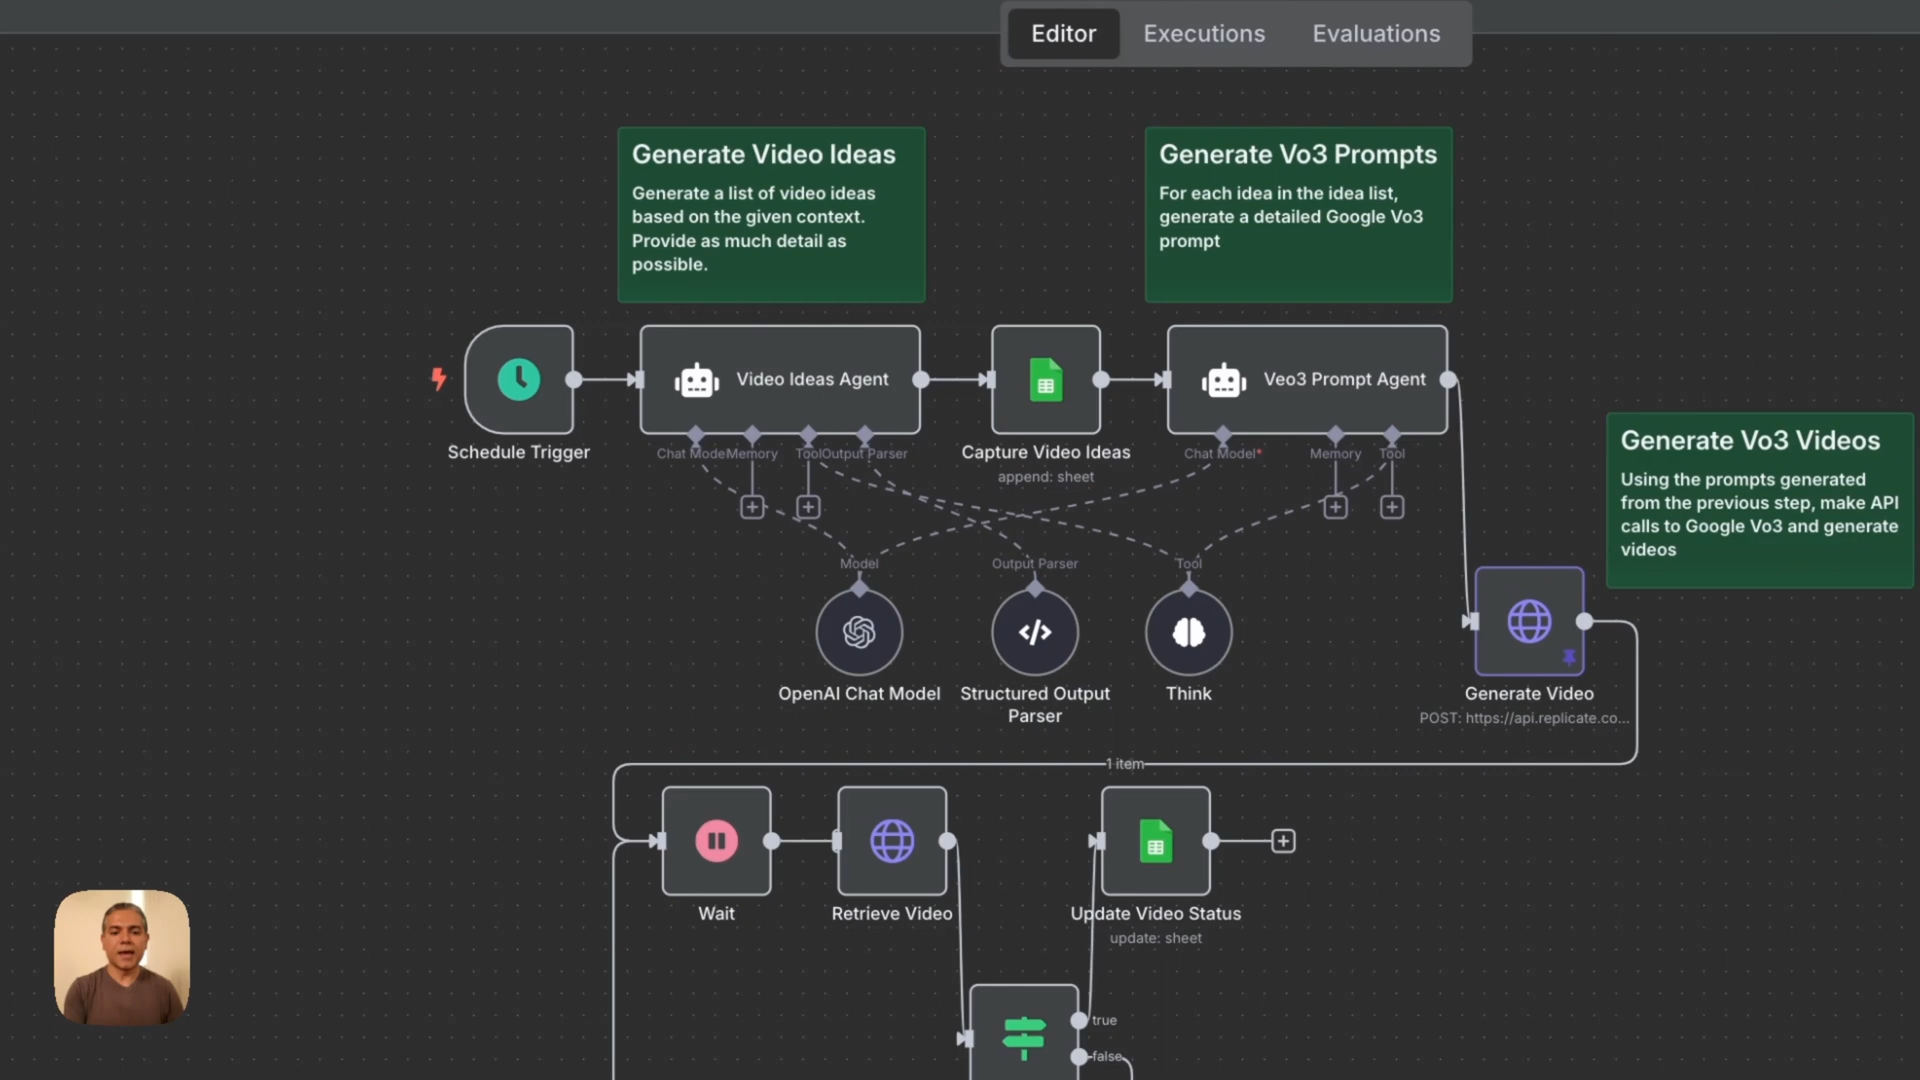 Editor
Executions
Evaluations
Generate Video Ideas
Generate a list of video ideas
based on the given context.
Provide as much detail as
possible.
Generate Vo3 Prompts
For each idea in the idea list,
generate a detailed Google Vo3
prompt
Schedule Trigger
Video Ideas Agent
Chat Mode
Memory
Tool
Output Parser
Capture Video Ideas
append: sheet
Veo3 Prompt Agent
Chat Model*
Memory
Tool
Generate Vo3 Videos
Using the prompts generated
from the previous step, make API
calls to Google Vo3 and generate
videos
Model
Output Parser
Tool
OpenAI Chat Model
Structured Output
Parser
Think
Generate Video
POST: https://api.replicate.co...
1 item
Wait
Retrieve Video
Update Video Status
update: sheet
true
false